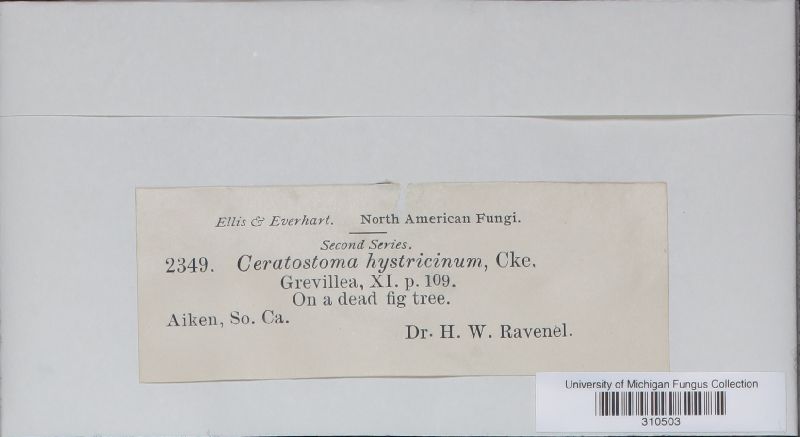 Ellis & Everhart. North American Fungi.
Second Series.
2349. Ceratostoma hystricinum, Cke.
Grevillea, XI. p. 109.
On a dead fig tree.
Aiken, So. Ca.
Dr. H. W. Ravenel.
University of Michigan Fungus Collection
310503